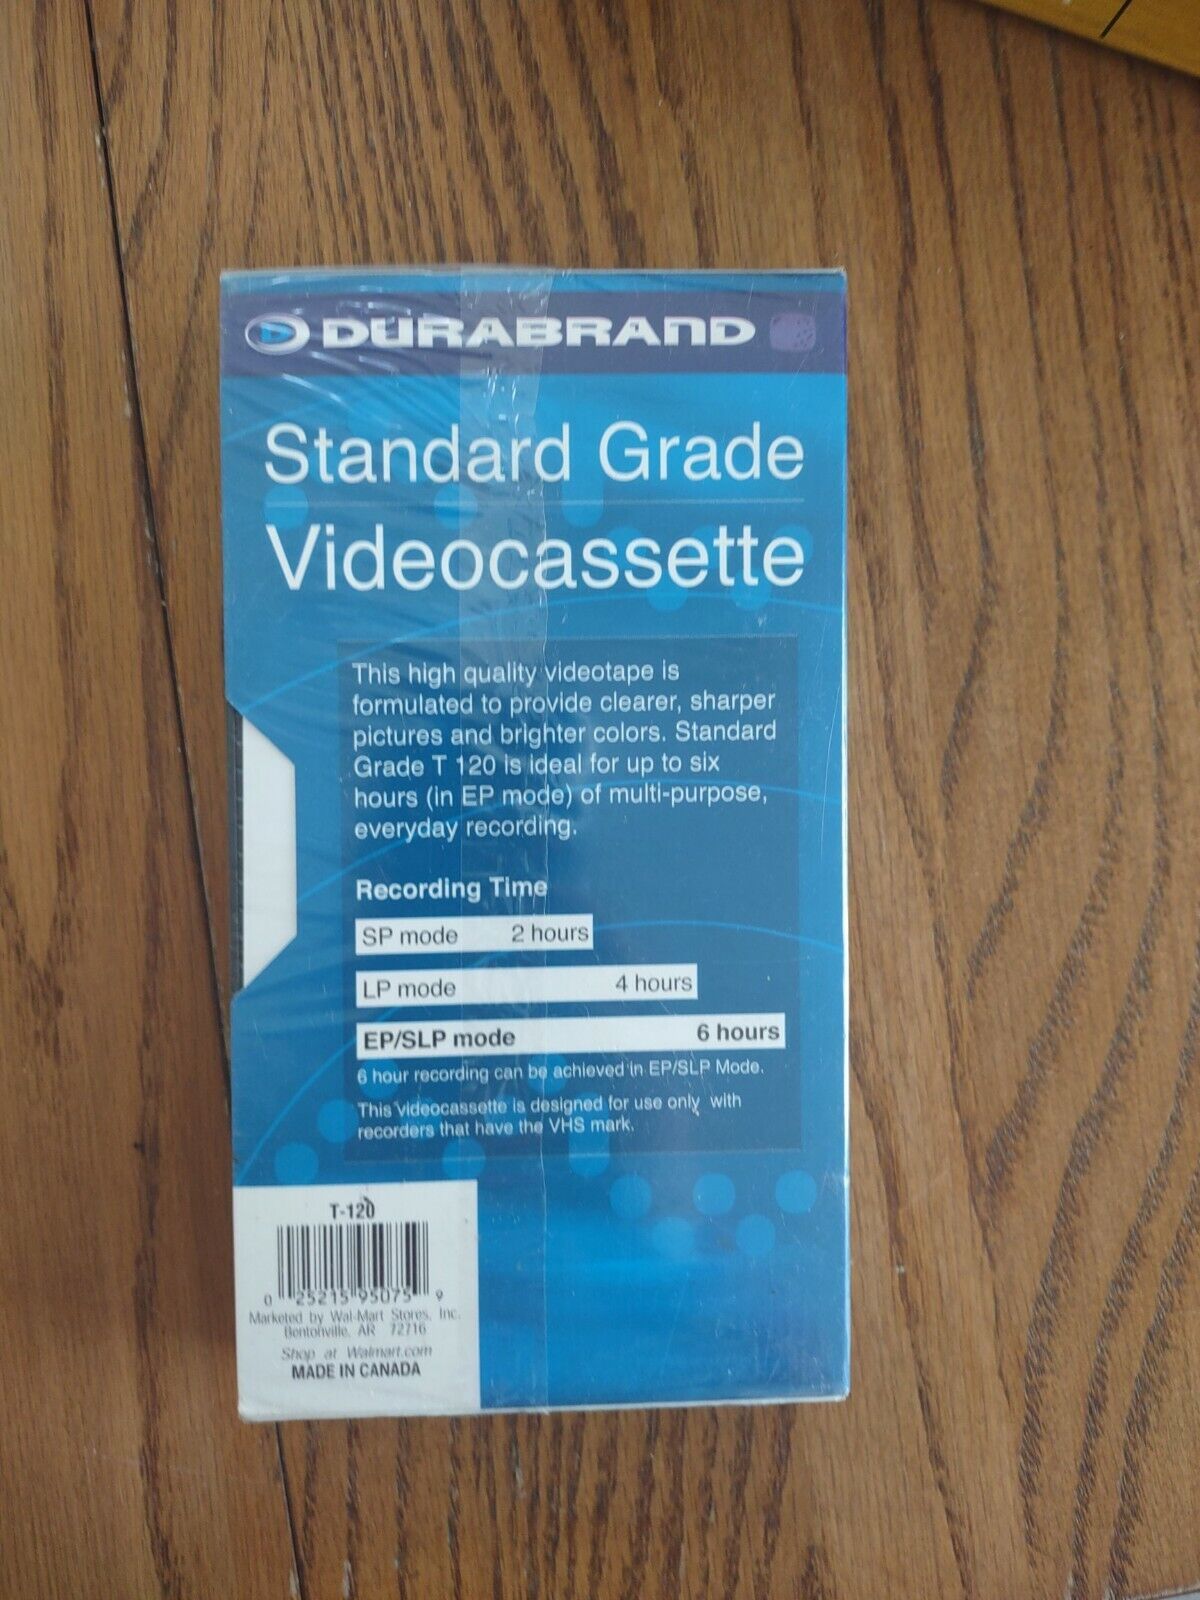 DURABRAND
Standard Grade
Videocassette
This high quality videotape is
formulated to provide clearer, sharper
pictures and brighter colors. Standard
Grade T 120 is ideal for up to six
hours (in EP mode) of multi-purpose,
everyday recording.
Recording Time
SP mode 2 hours
LP mode 4 hours
EP/SLP mode 6 hours
6 hour recording can be achieved in EP/SLP Mode.
This videocassette is designed for use only with
recorders that have the VHS mark.
T-120
0 25215 95075 9
Marketed by Wal-Mart Stores, Inc.
Bentonville, AR 72716
Shop at Walmart.com
MADE IN CANADA